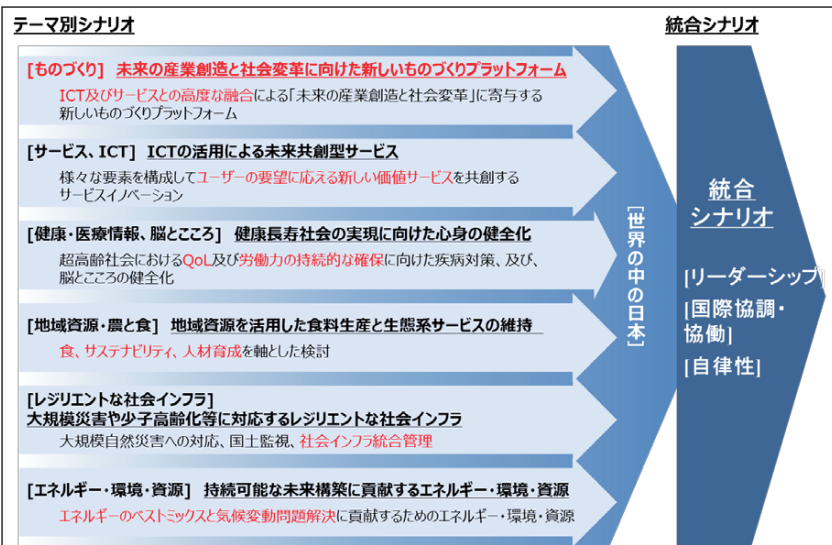 テーマ別シナリオ
統合シナリオ
[ものづくり] 未来の産業創造と社会変革に向けた新しいものづくりプラットフォーム
ICT及びサービスとの高度な融合による「未来の産業創造と社会変革」に寄与する
新しいものづくりプラットフォーム
[サービス、ICT] ICTの活用による未来共創型サービス
様々な要素を構成してユーザーの要望に応える新しい価値サービスを共創する
サービスイノベーション
[健康・医療情報、脳とこころ] 健康長寿社会の実現に向けた心身の健全化
超高齢社会におけるQoL及び労働力の持続的な確保に向けた疾病対策、及び、
脳とこころの健全化
[地域資源・農と食] 地域資源を活用した食料生産と生態系サービスの維持
食、サステナビリティ、人材育成を軸とした検討
[レジリエントな社会インフラ]
大規模災害や少子高齢化等に対応するレジリエントな社会インフラ
大規模自然災害への対応、国土監視、社会インフラ統合管理
[エネルギー・環境・資源] 持続可能な未来構築に貢献するエネルギー・環境・資源
エネルギーのベストミックスと気候変動問題解決に貢献するためのエネルギー・環境・資源
[世界の中の日本]
統合
シナリオ
[リーダーシップ]
[国際協調・
協働]
[自律性]